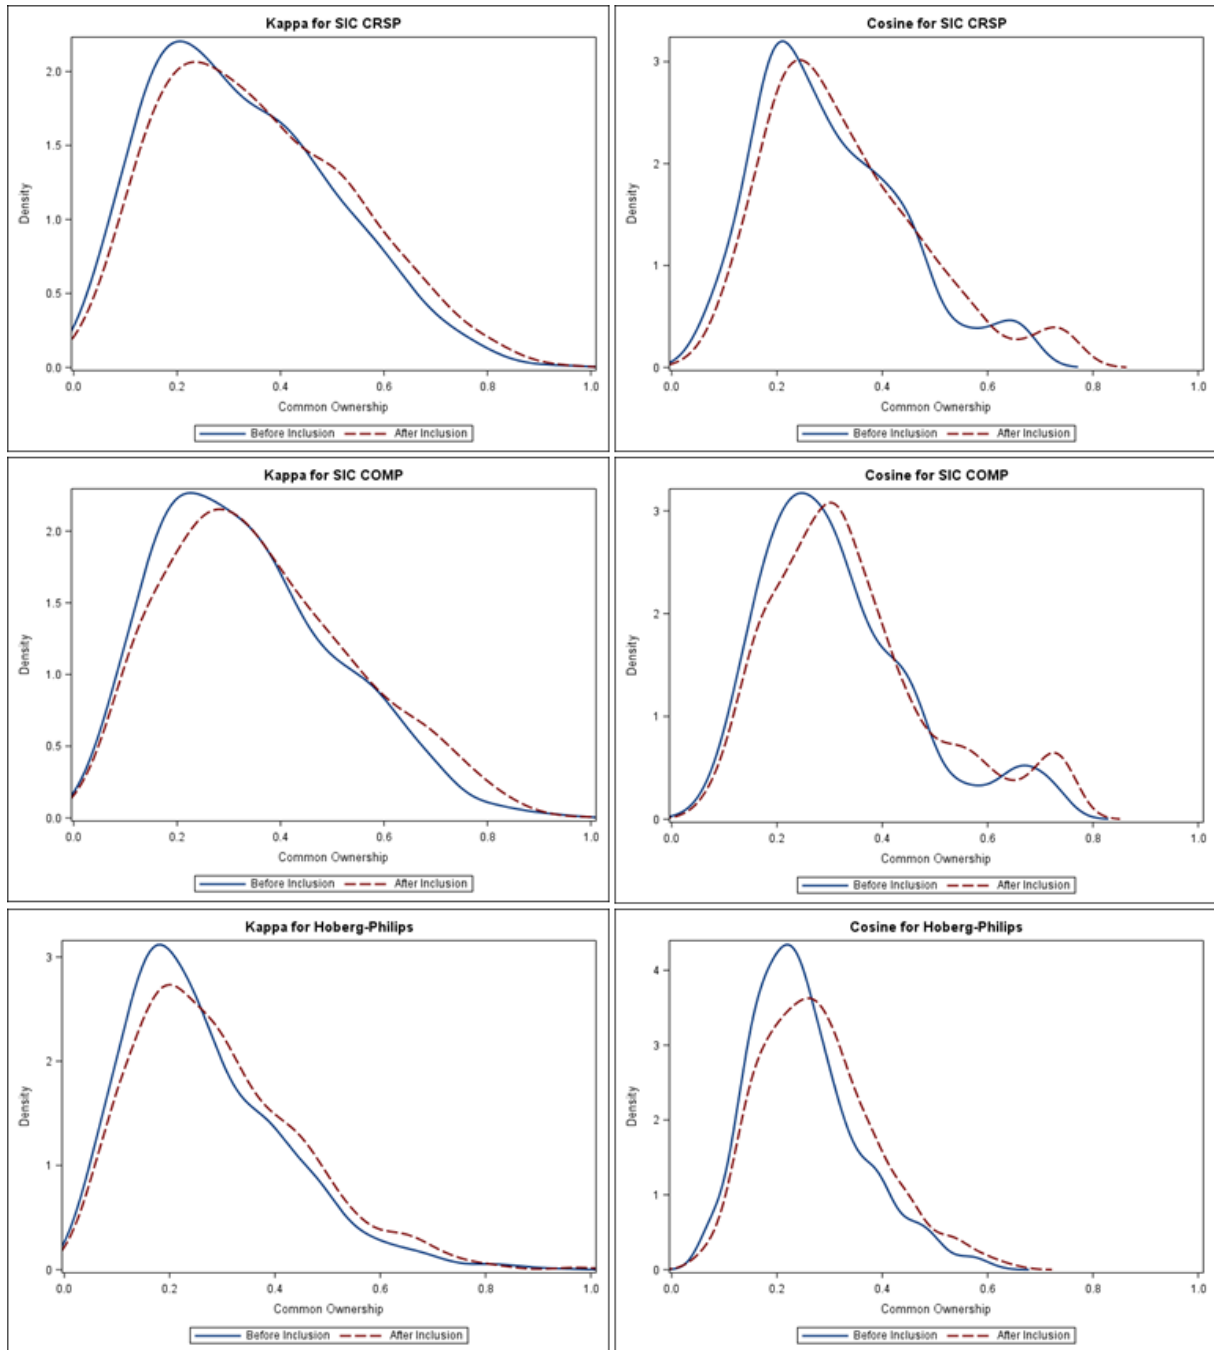 Kappa for SIC CRSP
Density
2.0
1.5
1.0
0.5
0.0
0.0 0.2 0.4 0.6 0.8 1.0
Common Ownership
Before Inclusion After Inclusion
Cosine for SIC CRSP
Density
3
2
1
0
0.0 0.2 0.4 0.6 0.8 1.0
Common Ownership
Before Inclusion After Inclusion
Kappa for SIC COMP
Density
2.0
1.5
1.0
0.5
0.0
0.0 0.2 0.4 0.6 0.8 1.0
Common Ownership
Before Inclusion After Inclusion
Cosine for SIC COMP
Density
3
2
1
0
0.0 0.2 0.4 0.6 0.8 1.0
Common Ownership
Before Inclusion After Inclusion
Kappa for Hoberg-Philips
Density
3
2
1
0
0.0 0.2 0.4 0.6 0.8 1.0
Common Ownership
Before Inclusion After Inclusion
Cosine for Hoberg-Philips
Density
4
3
2
1
0
0.0 0.2 0.4 0.6 0.8 1.0
Common Ownership
Before Inclusion After Inclusion